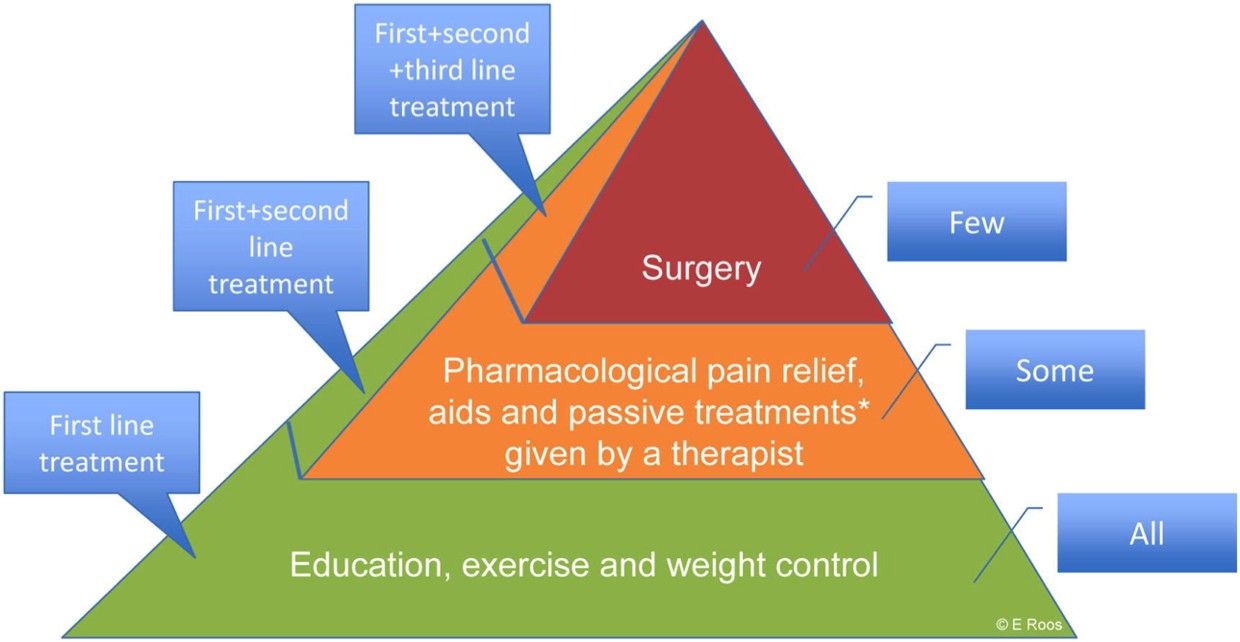 First+second
+third line
treatment
First+second
line
treatment
First line
treatment
Surgery
Pharmacological pain relief,
aids and passive treatments*
given by a therapist
Education, exercise and weight control
Few
Some
All
© E Roos